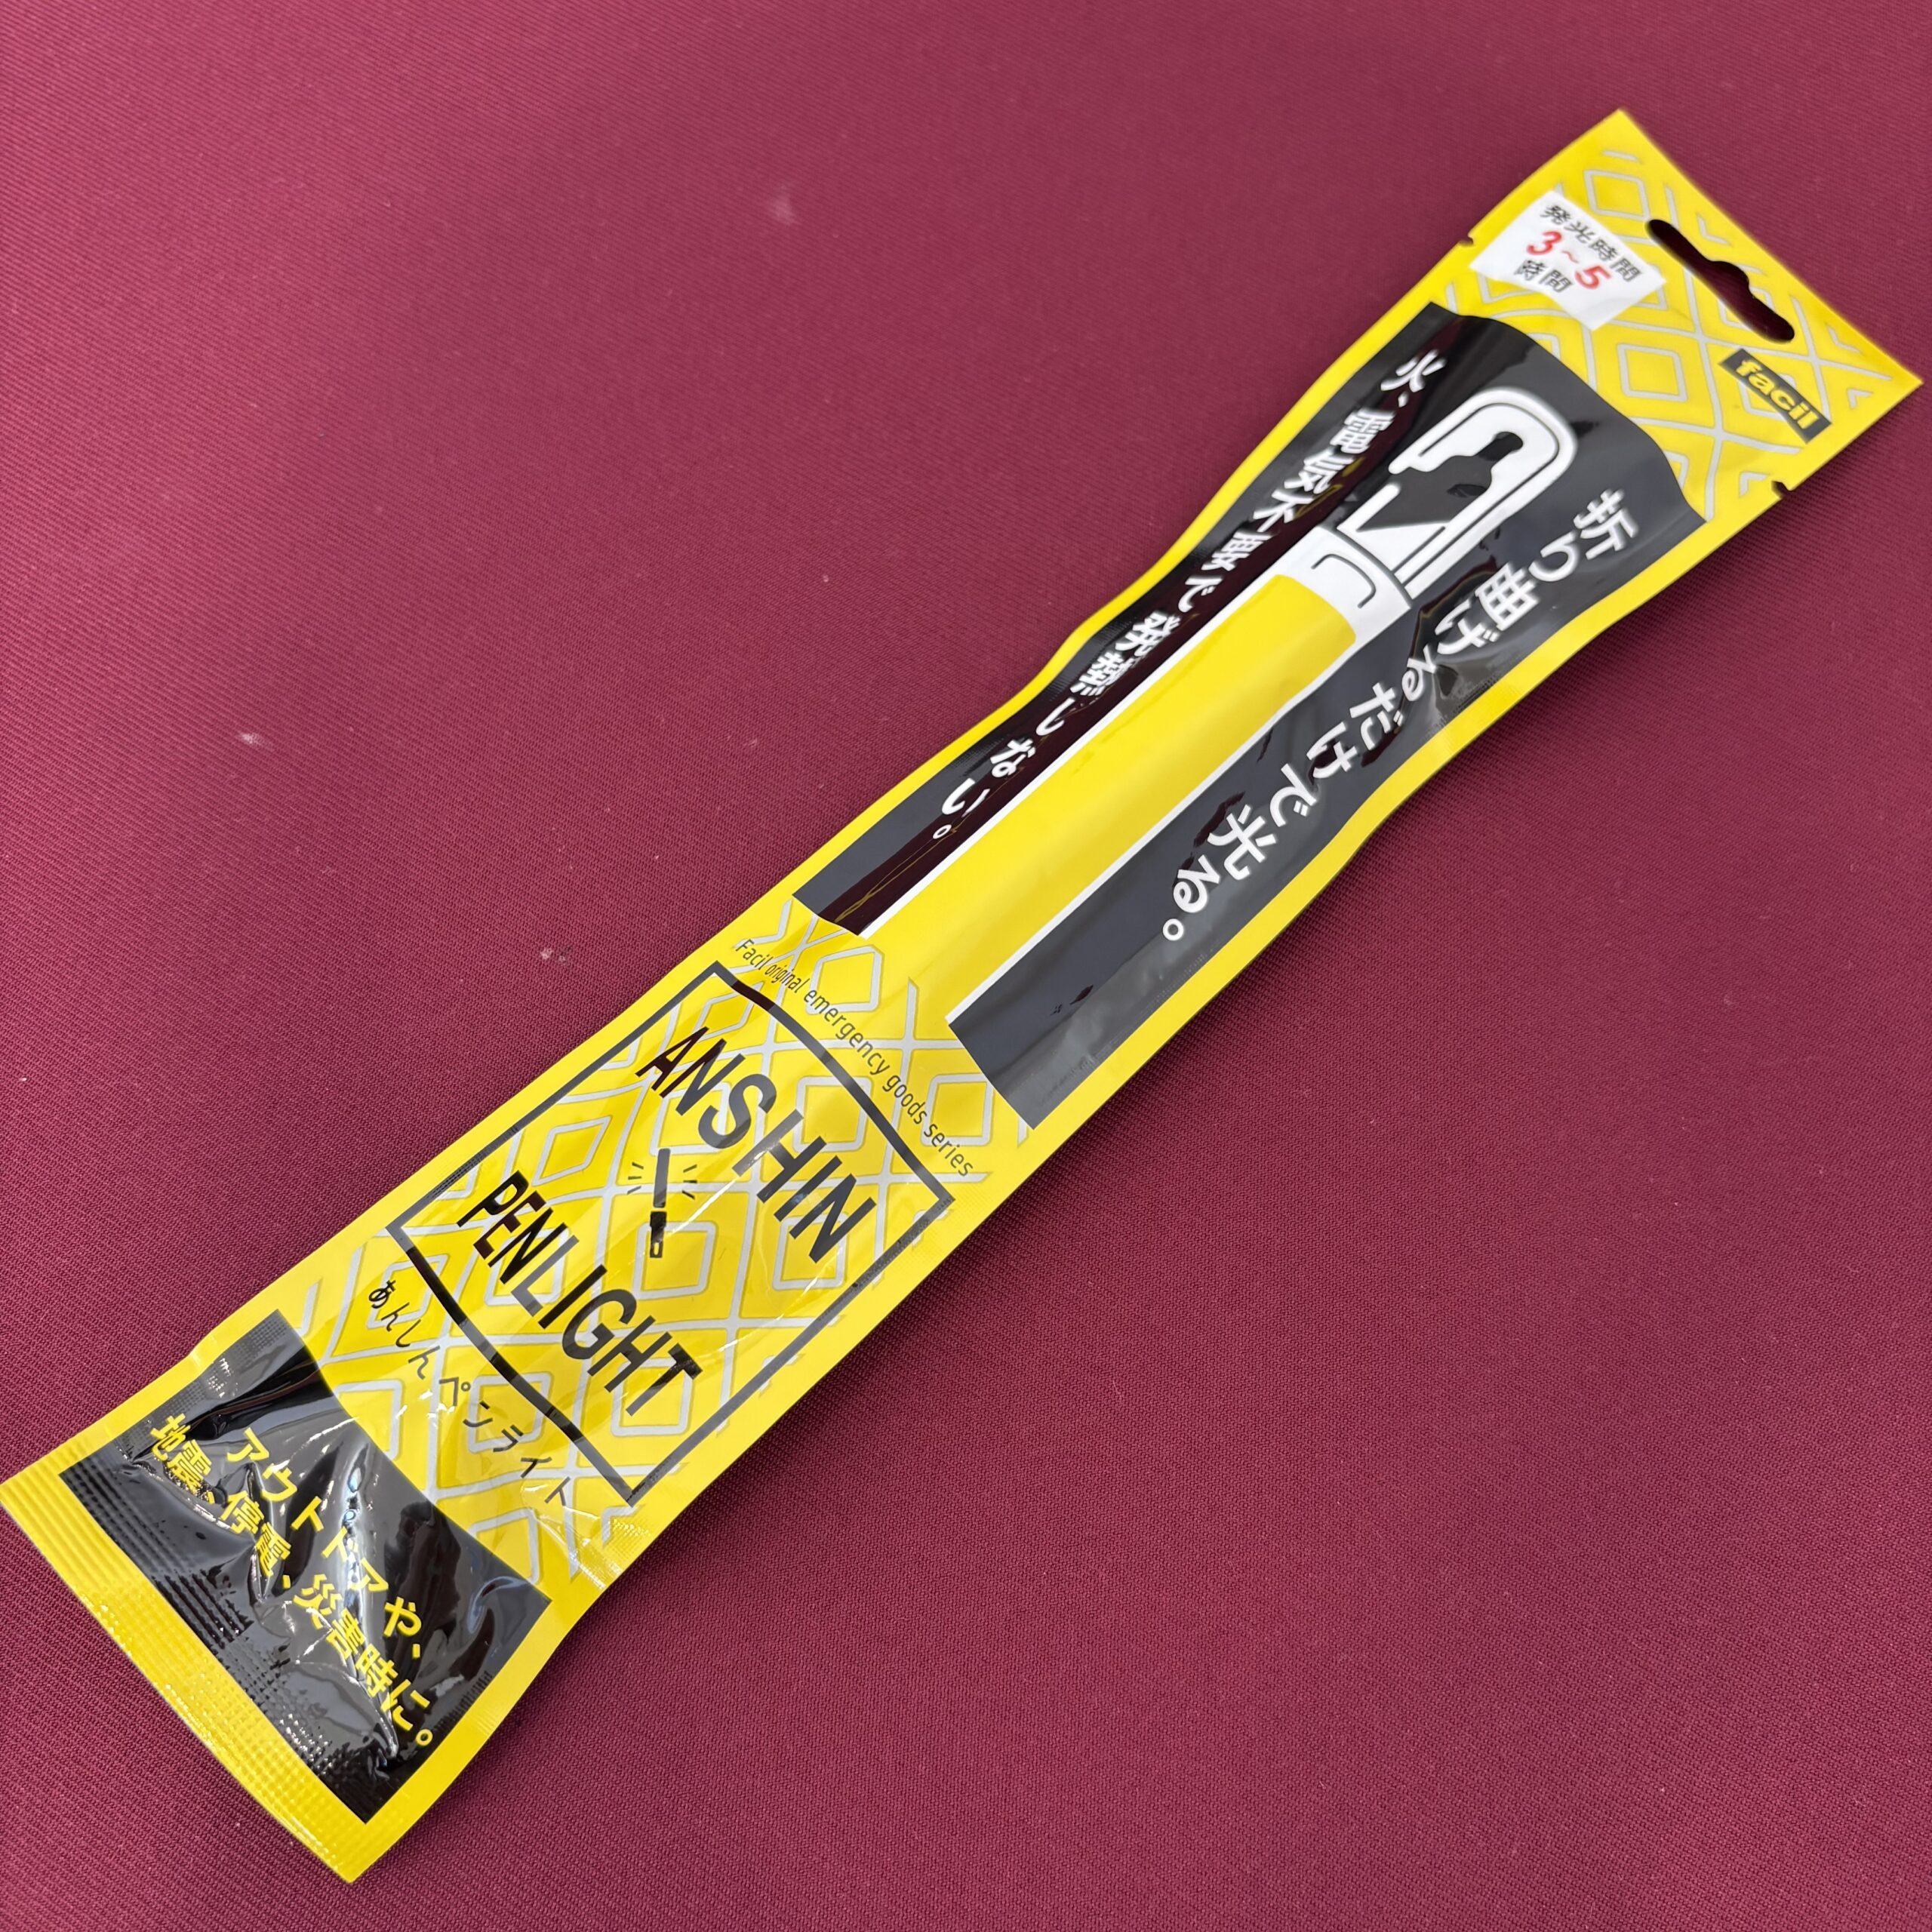 発光時間
3~5
時間
facil
折り曲げるだけで光る。
火、電気不要で発熱しない。
Facil original emergency goods series
ANSHIN
PENLIGHT
あんしんペンライト
アウトドアや、
地震、停電、災害時に。